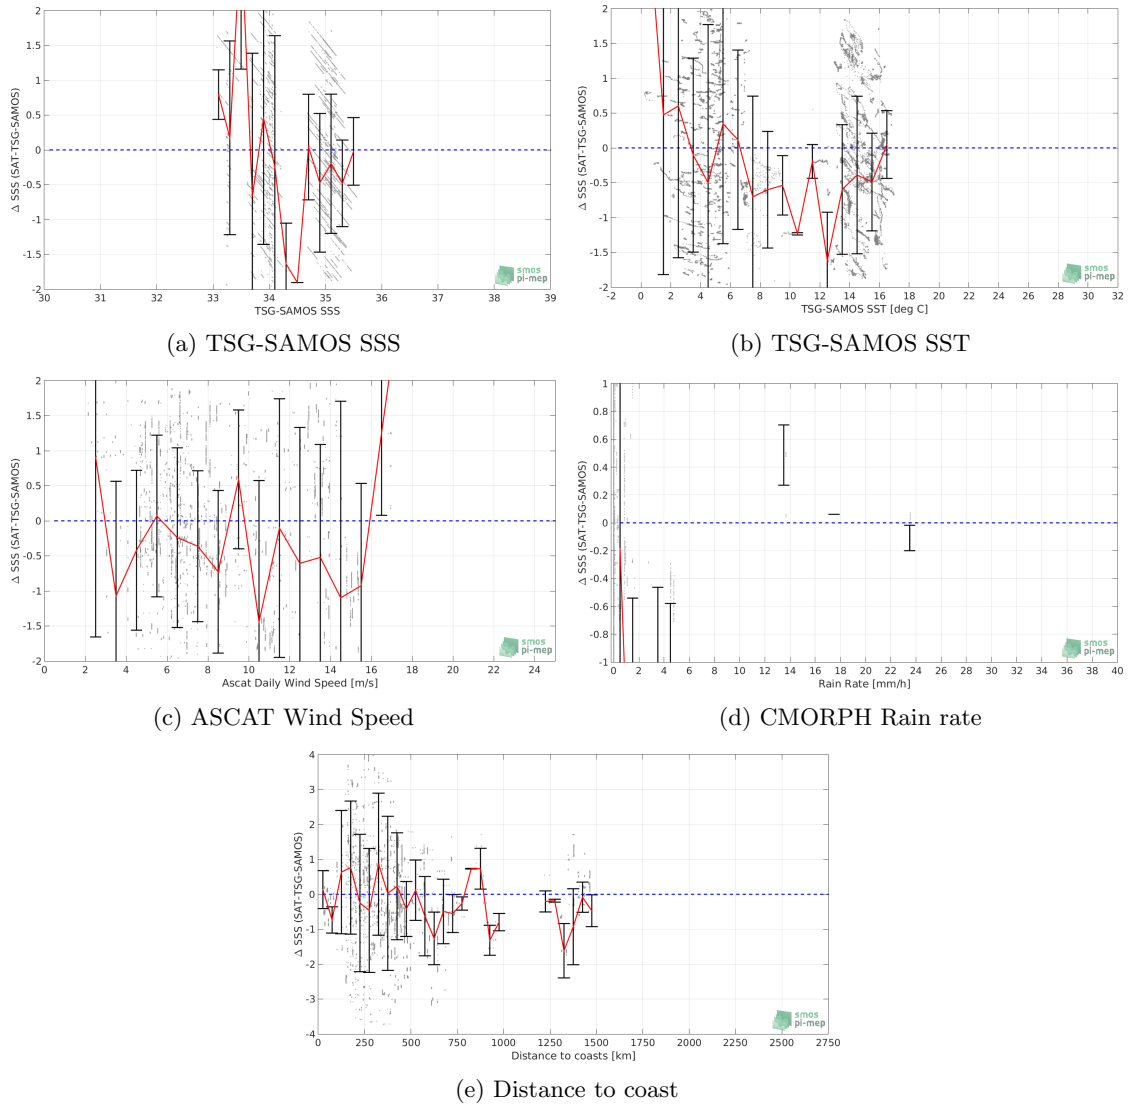 2
1.5
1
0.5
0
-0.5
-1
-1.5
-2
Δ SSS (SAT-TSG-SAMOS)
30 31 32 33 34 35 36 37 38 39
TSG-SAMOS SSS
smos
pi-mep
(a) TSG-SAMOS SSS
2
1.5
1
0.5
0
-0.5
-1
-1.5
-2
Δ SSS (SAT-TSG-SAMOS)
-2 0 2 4 6 8 10 12 14 16 18 20 22 24 26 28 30 32
TSG-SAMOS SST [deg C]
smos
pi-mep
(b) TSG-SAMOS SST
2
1.5
1
0.5
0
-0.5
-1
-1.5
-2
Δ SSS (SAT-TSG-SAMOS)
0 2 4 6 8 10 12 14 16 18 20 22 24
Ascat Daily Wind Speed [m/s]
smos
pi-mep
(c) ASCAT Wind Speed
1
0.8
0.6
0.4
0.2
0
-0.2
-0.4
-0.6
-0.8
-1
Δ SSS (SAT-TSG-SAMOS)
0 2 4 6 8 10 12 14 16 18 20 22 24 26 28 30 32 34 36 38 40
Rain Rate [mm/h]
smos
pi-mep
(d) CMORPH Rain rate
4
3
2
1
0
-1
-2
-3
-4
Δ SSS (SAT-TSG-SAMOS)
0 250 500 750 1000 1250 1500 1750 2000 2250 2500 2750
Distance to coasts [km]
smos
pi-mep
(e) Distance to coast